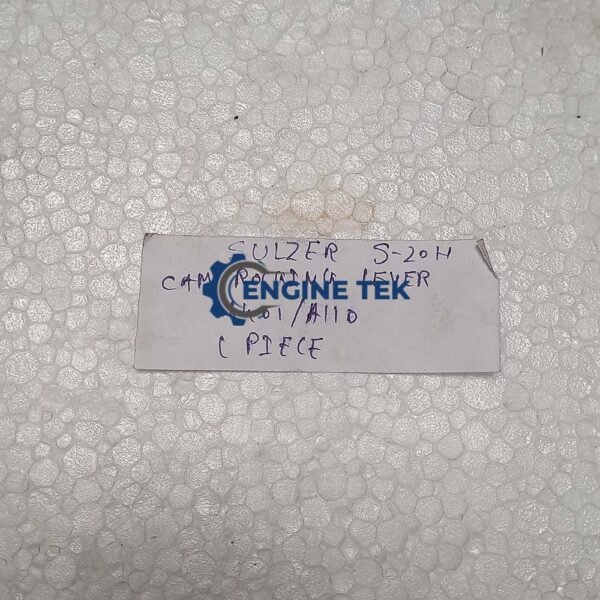 SULZER S-20H
CAM ROCKING LEVER
ENGINE TEK
/A110
1 PIECE